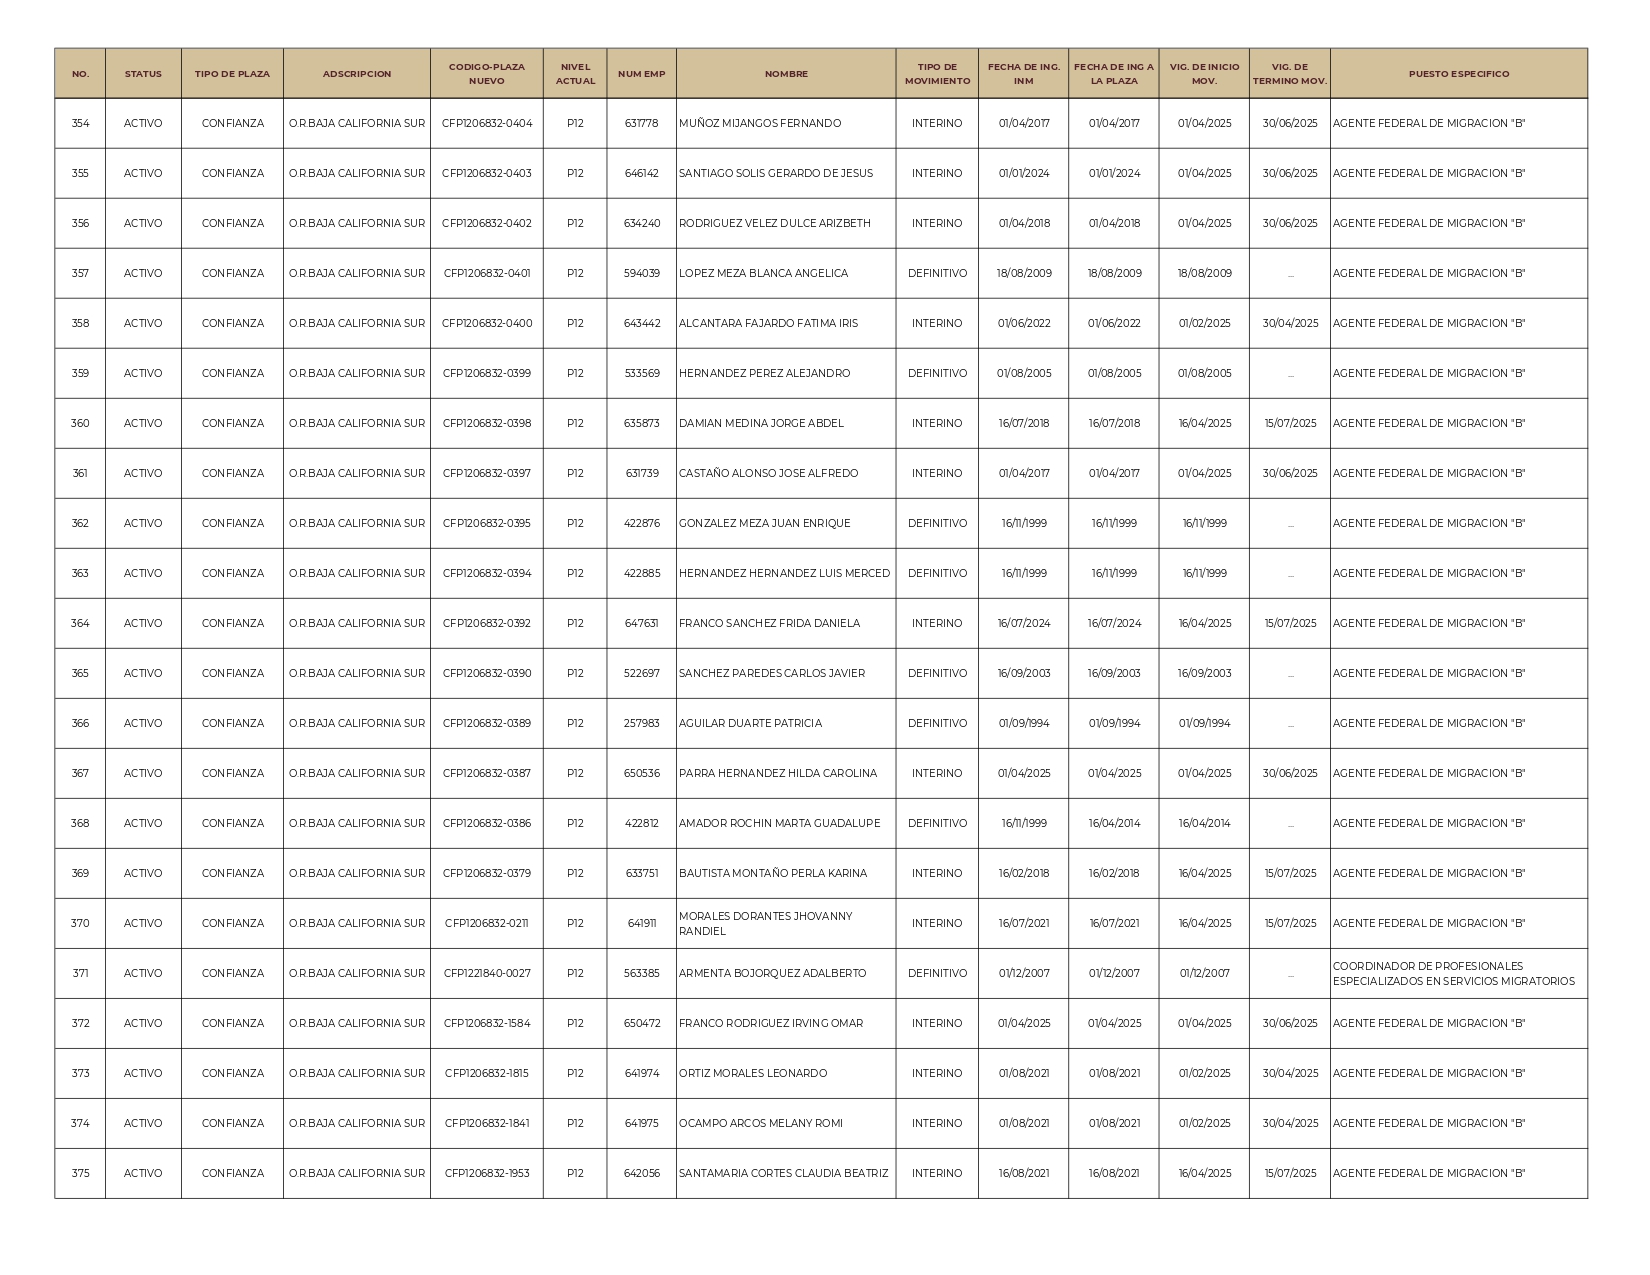 NO. STATUS TIPO DE PLAZA ADSCRIPCION CODIGO-PLAZA NUEVO NIVEL ACTUAL NUM EMP NOMBRE TIPO DE MOVIMIENTO FECHA DE ING. INM FECHA DE ING A LA PLAZA VIG. DE INICIO MOV. VIG. DE TERMINO MOV. PUESTO ESPECIFICO
354 ACTIVO CONFIANZA O.R.BAJA CALIFORNIA SUR CFP1206832-0404 P12 631778 MUÑOZ MIJANGOS FERNANDO INTERINO 01/04/2017 01/04/2017 01/04/2025 30/06/2025 AGENTE FEDERAL DE MIGRACION "B"
355 ACTIVO CONFIANZA O.R.BAJA CALIFORNIA SUR CFP1206832-0403 P12 646142 SANTIAGO SOLIS GERARDO DE JESUS INTERINO 01/01/2024 01/01/2024 01/04/2025 30/06/2025 AGENTE FEDERAL DE MIGRACION "B"
356 ACTIVO CONFIANZA O.R.BAJA CALIFORNIA SUR CFP1206832-0402 P12 634240 RODRIGUEZ VELEZ DULCE ARIZBETH INTERINO 01/04/2018 01/04/2018 01/04/2025 30/06/2025 AGENTE FEDERAL DE MIGRACION "B"
357 ACTIVO CONFIANZA O.R.BAJA CALIFORNIA SUR CFP1206832-0401 P12 594039 LOPEZ MEZA BLANCA ANGELICA DEFINITIVO 18/08/2009 18/08/2009 18/08/2009 ... AGENTE FEDERAL DE MIGRACION "B"
358 ACTIVO CONFIANZA O.R.BAJA CALIFORNIA SUR CFP1206832-0400 P12 643442 ALCANTARA FAJARDO FATIMA IRIS INTERINO 01/06/2022 01/06/2022 01/02/2025 30/04/2025 AGENTE FEDERAL DE MIGRACION "B"
359 ACTIVO CONFIANZA O.R.BAJA CALIFORNIA SUR CFP1206832-0399 P12 533569 HERNANDEZ PEREZ ALEJANDRO DEFINITIVO 01/08/2005 01/08/2005 01/08/2005 ... AGENTE FEDERAL DE MIGRACION "B"
360 ACTIVO CONFIANZA O.R.BAJA CALIFORNIA SUR CFP1206832-0398 P12 635873 DAMIAN MEDINA JORGE ABDEL INTERINO 16/07/2018 16/07/2018 16/04/2025 15/07/2025 AGENTE FEDERAL DE MIGRACION "B"
361 ACTIVO CONFIANZA O.R.BAJA CALIFORNIA SUR CFP1206832-0397 P12 631739 CASTAÑO ALONSO JOSE ALFREDO INTERINO 01/04/2017 01/04/2017 01/04/2025 30/06/2025 AGENTE FEDERAL DE MIGRACION "B"
362 ACTIVO CONFIANZA O.R.BAJA CALIFORNIA SUR CFP1206832-0395 P12 422876 GONZALEZ MEZA JUAN ENRIQUE DEFINITIVO 16/11/1999 16/11/1999 16/11/1999 ... AGENTE FEDERAL DE MIGRACION "B"
363 ACTIVO CONFIANZA O.R.BAJA CALIFORNIA SUR CFP1206832-0394 P12 422885 HERNANDEZ HERNANDEZ LUIS MERCED DEFINITIVO 16/11/1999 16/11/1999 16/11/1999 ... AGENTE FEDERAL DE MIGRACION "B"
364 ACTIVO CONFIANZA O.R.BAJA CALIFORNIA SUR CFP1206832-0392 P12 647631 FRANCO SANCHEZ FRIDA DANIELA INTERINO 16/07/2024 16/07/2024 16/04/2025 15/07/2025 AGENTE FEDERAL DE MIGRACION "B"
365 ACTIVO CONFIANZA O.R.BAJA CALIFORNIA SUR CFP1206832-0390 P12 522697 SANCHEZ PAREDES CARLOS JAVIER DEFINITIVO 16/09/2003 16/09/2003 16/09/2003 ... AGENTE FEDERAL DE MIGRACION "B"
366 ACTIVO CONFIANZA O.R.BAJA CALIFORNIA SUR CFP1206832-0389 P12 257983 AGUILAR DUARTE PATRICIA DEFINITIVO 01/09/1994 01/09/1994 01/09/1994 ... AGENTE FEDERAL DE MIGRACION "B"
367 ACTIVO CONFIANZA O.R.BAJA CALIFORNIA SUR CFP1206832-0387 P12 650536 PARRA HERNANDEZ HILDA CAROLINA INTERINO 01/04/2025 01/04/2025 01/04/2025 30/06/2025 AGENTE FEDERAL DE MIGRACION "B"
368 ACTIVO CONFIANZA O.R.BAJA CALIFORNIA SUR CFP1206832-0386 P12 422812 AMADOR ROCHIN MARTA GUADALUPE DEFINITIVO 16/11/1999 16/04/2014 16/04/2014 ... AGENTE FEDERAL DE MIGRACION "B"
369 ACTIVO CONFIANZA O.R.BAJA CALIFORNIA SUR CFP1206832-0379 P12 633751 BAUTISTA MONTAÑO PERLA KARINA INTERINO 16/02/2018 16/02/2018 16/04/2025 15/07/2025 AGENTE FEDERAL DE MIGRACION "B"
370 ACTIVO CONFIANZA O.R.BAJA CALIFORNIA SUR CFP1206832-0211 P12 641911 MORALES DORANTES JHOVANNY RANDIEL INTERINO 16/07/2021 16/07/2021 16/04/2025 15/07/2025 AGENTE FEDERAL DE MIGRACION "B"
371 ACTIVO CONFIANZA O.R.BAJA CALIFORNIA SUR CFP1221840-0027 P12 563385 ARMENTA BOJORQUEZ ADALBERTO DEFINITIVO 01/12/2007 01/12/2007 01/12/2007 ... COORDINADOR DE PROFESIONALES ESPECIALIZADOS EN SERVICIOS MIGRATORIOS
372 ACTIVO CONFIANZA O.R.BAJA CALIFORNIA SUR CFP1206832-1584 P12 650472 FRANCO RODRIGUEZ IRVING OMAR INTERINO 01/04/2025 01/04/2025 01/04/2025 30/06/2025 AGENTE FEDERAL DE MIGRACION "B"
373 ACTIVO CONFIANZA O.R.BAJA CALIFORNIA SUR CFP1206832-1815 P12 641974 ORTIZ MORALES LEONARDO INTERINO 01/08/2021 01/08/2021 01/02/2025 30/04/2025 AGENTE FEDERAL DE MIGRACION "B"
374 ACTIVO CONFIANZA O.R.BAJA CALIFORNIA SUR CFP1206832-1841 P12 641975 OCAMPO ARCOS MELANY ROMI INTERINO 01/08/2021 01/08/2021 01/02/2025 30/04/2025 AGENTE FEDERAL DE MIGRACION "B"
375 ACTIVO CONFIANZA O.R.BAJA CALIFORNIA SUR CFP1206832-1953 P12 642056 SANTAMARIA CORTES CLAUDIA BEATRIZ INTERINO 16/08/2021 16/08/2021 16/04/2025 15/07/2025 AGENTE FEDERAL DE MIGRACION "B"